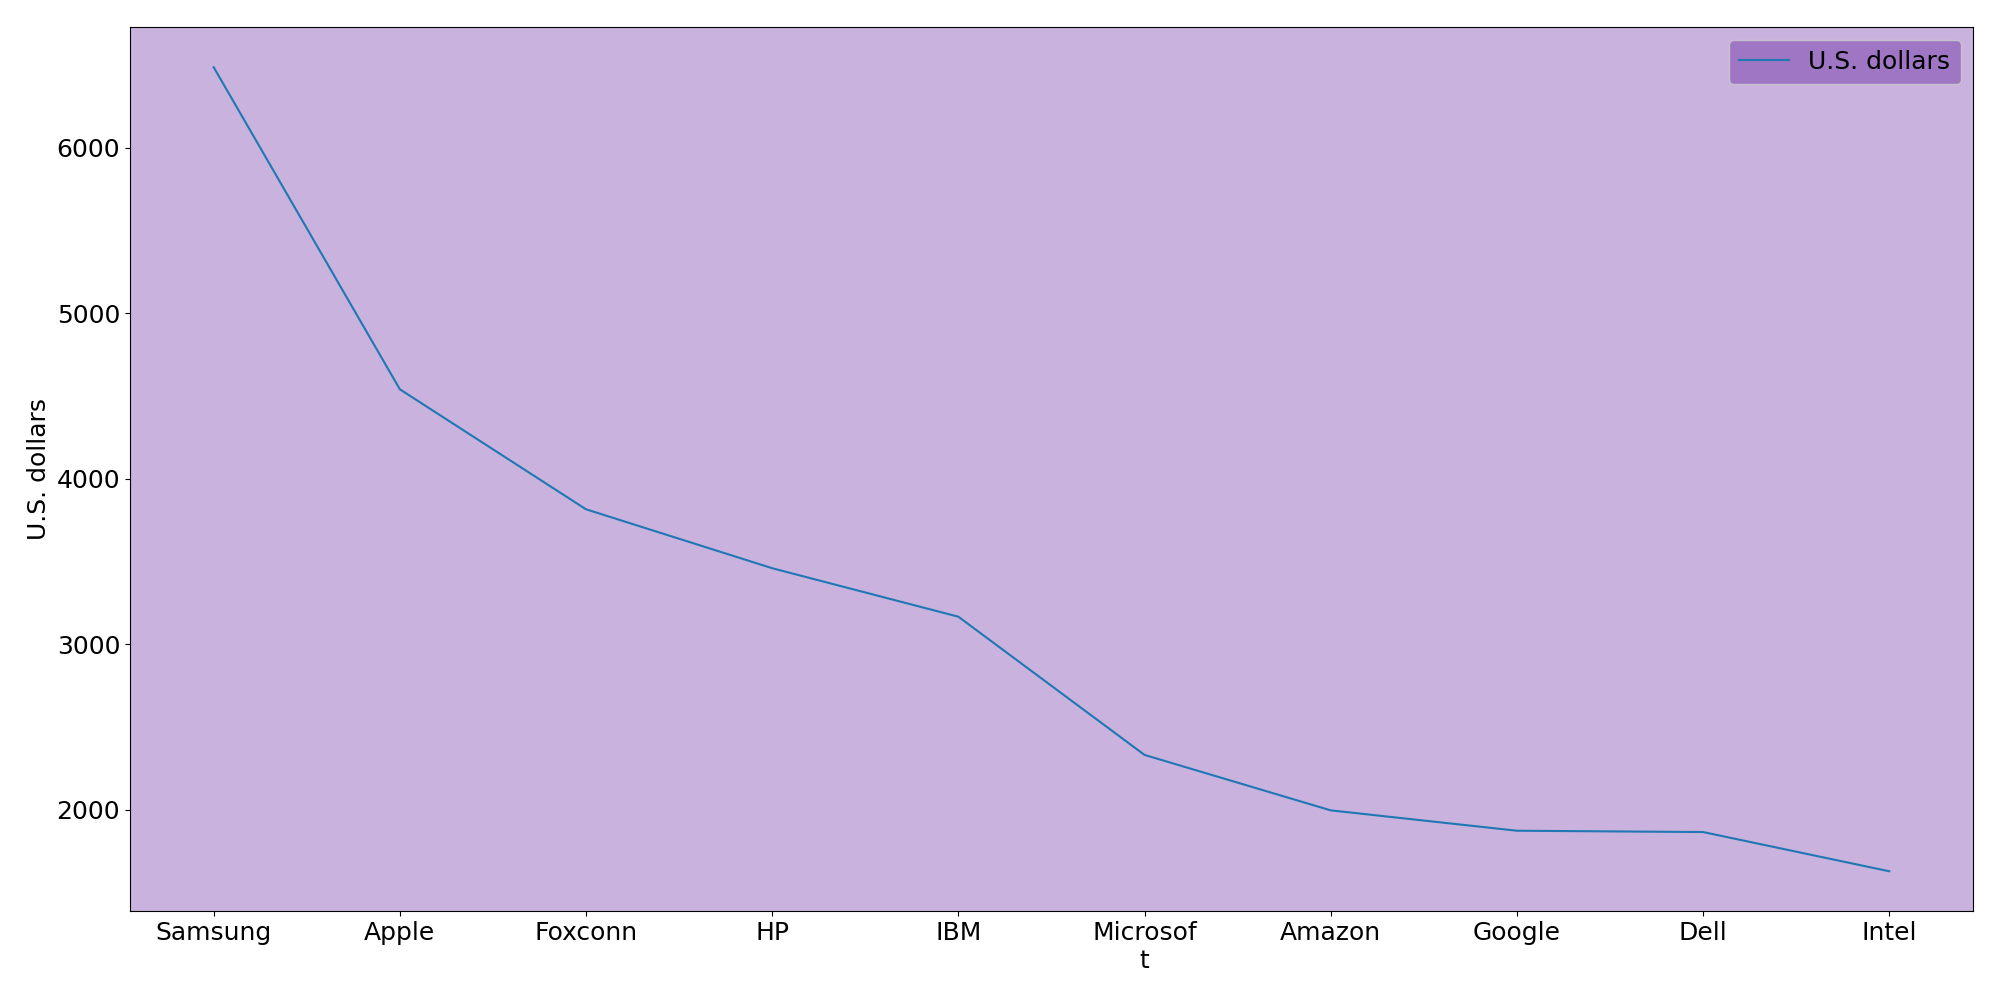 U.S. dollars
6000
5000
4000
3000
2000
U.S. dollars
Samsung Apple Foxconn HP IBM Microsof Amazon Google Dell Intel
t